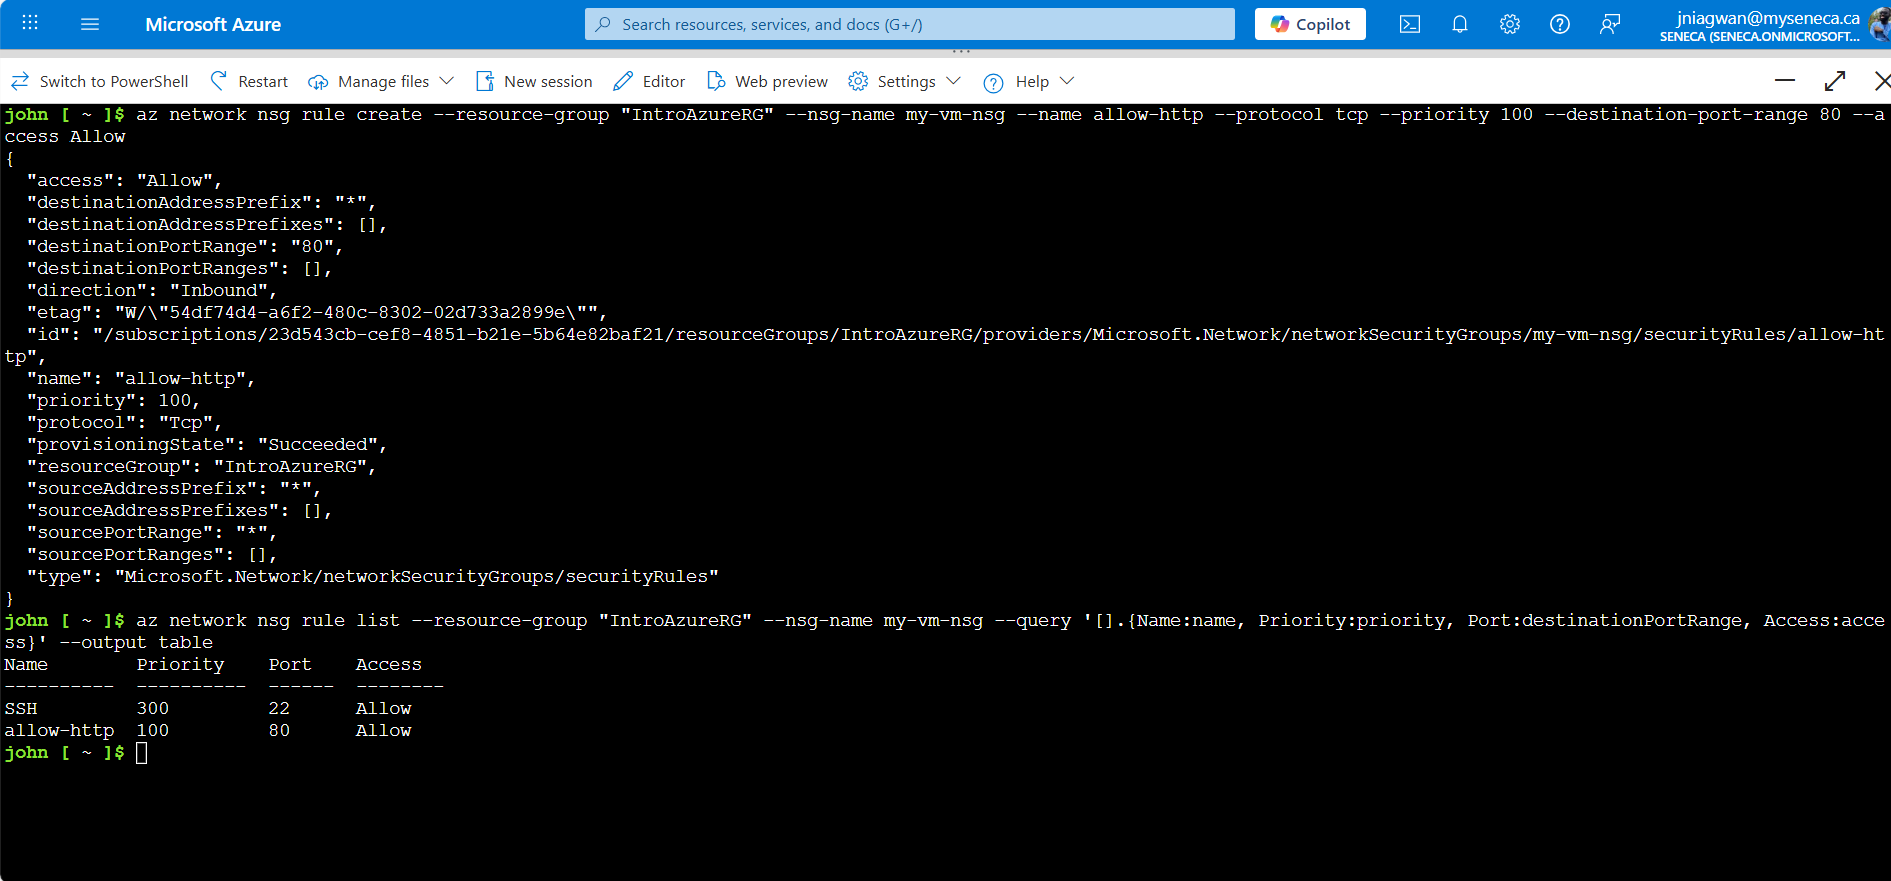 Microsoft Azure
Search resources, services, and docs (G+/)
Copilot
jniagwan@myseneca.ca
SENECA (SENECA.ONMICROSOFT...
Switch to PowerShell Restart Manage files New session Editor Web preview Settings Help
john [ ~ ]$ az network nsg rule create --resource-group "IntroAzureRG" --nsg-name my-vm-nsg --name allow-http --protocol tcp --priority 100 --destination-port-range 80 --a
ccess Allow
{
  "access": "Allow",
  "destinationAddressPrefix": "*",
  "destinationAddressPrefixes": [],
  "destinationPortRange": "80",
  "destinationPortRanges": [],
  "direction": "Inbound",
  "etag": "W/\"54df74d4-a6f2-480c-8302-02d733a2899e\"",
  "id": "/subscriptions/23d543cb-cef8-4851-b21e-5b64e82baf21/resourceGroups/IntroAzureRG/providers/Microsoft.Network/networkSecurityGroups/my-vm-nsg/securityRules/allow-ht
tp",
  "name": "allow-http",
  "priority": 100,
  "protocol": "Tcp",
  "provisioningState": "Succeeded",
  "resourceGroup": "IntroAzureRG",
  "sourceAddressPrefix": "*",
  "sourceAddressPrefixes": [],
  "sourcePortRange": "*",
  "sourcePortRanges": [],
  "type": "Microsoft.Network/networkSecurityGroups/securityRules"
}
john [ ~ ]$ az network nsg rule list --resource-group "IntroAzureRG" --nsg-name my-vm-nsg --query '[].{Name:name, Priority:priority, Port:destinationPortRange, Access:acce
ss}' --output table
Name        Priority    Port    Access
----------  ----------  ------  --------
SSH         300         22      Allow
allow-http  100         80      Allow
john [ ~ ]$